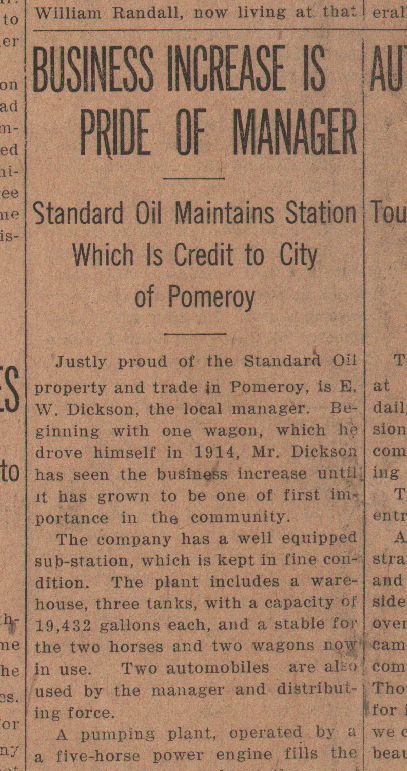 William Randall, now living at that
BUSINESS INCREASE IS
PRIDE OF MANAGER
Standard Oil Maintains Station
Which Is Credit to City
of Pomeroy
Justly proud of the Standard Oil
property and trade in Pomeroy, is E.
W. Dickson, the local manager. Be-
ginning with one wagon, which he
drove himself in 1914, Mr. Dickson
has seen the business increase until
it has grown to be one of first im-
portance in the community.
The company has a well equipped
sub-station, which is kept in fine con-
dition. The plant includes a ware-
house, three tanks, with a capacity of
19,432 gallons each, and a stable for
the two horses and two wagons now
in use. Two automobiles are also
used by the manager and distribut-
ing force.
A pumping plant, operated by a
a five-horse power engine fills the